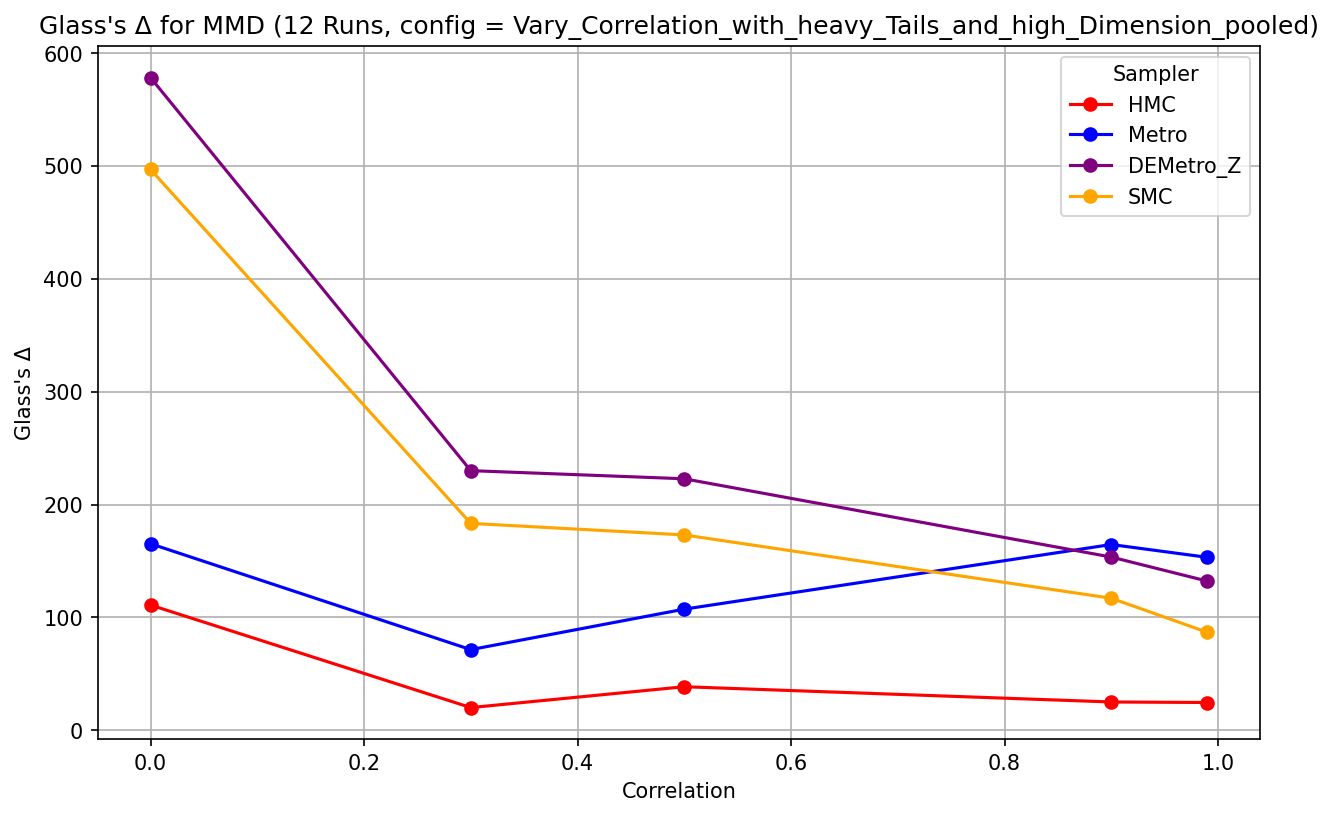 Glass's Δ for MMD (12 Runs, config = Vary_Correlation_with_heavy_Tails_and_high_Dimension_pooled)
Glass's Δ
600
500
400
300
200
100
0
0.0
0.2
0.4
0.6
0.8
1.0
Correlation
Sampler
HMC
Metro
DEMetro_Z
SMC